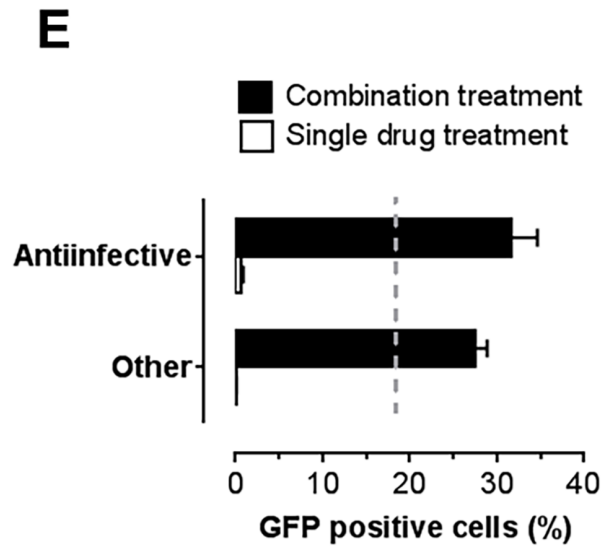 E
Combination treatment
Single drug treatment
Antiinfective
Other
0 10 20 30 40
GFP positive cells (%)